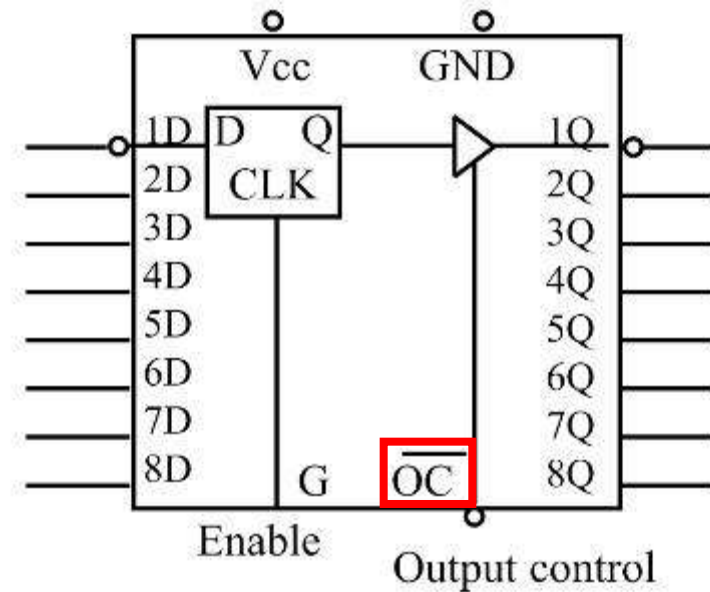 Vcc GND
1D D Q 1Q
2D CLK 2Q
3D 3Q
4D 4Q
5D 5Q
6D 6Q
7D 7Q
8D G O̅C̅ 8Q
Enable
Output control